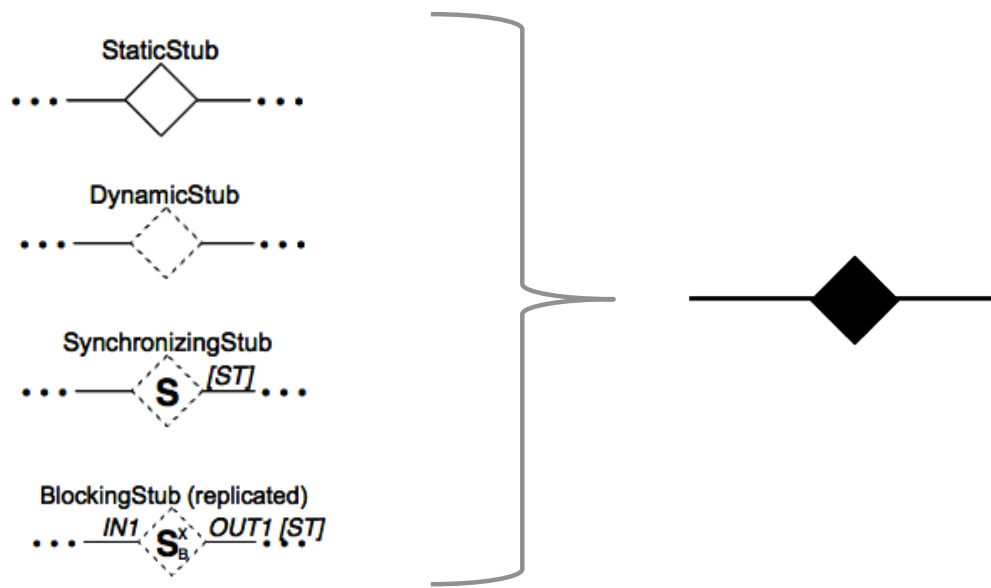 StaticStub
DynamicStub
SynchronizingStub
S [ST]
BlockingStub (replicated)
IN1 S X B OUT1 [ST]